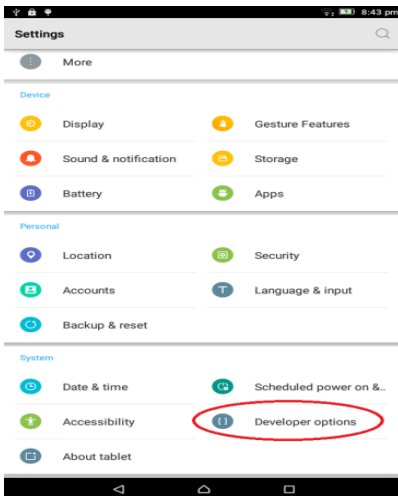 8:43 pm
Settings
More
Device
Display Gesture Features
Sound & notification Storage
Battery Apps
Personal
Location Security
Accounts Language & input
Backup & reset
System
Date & time Scheduled power on &..
Accessibility Developer options
About tablet